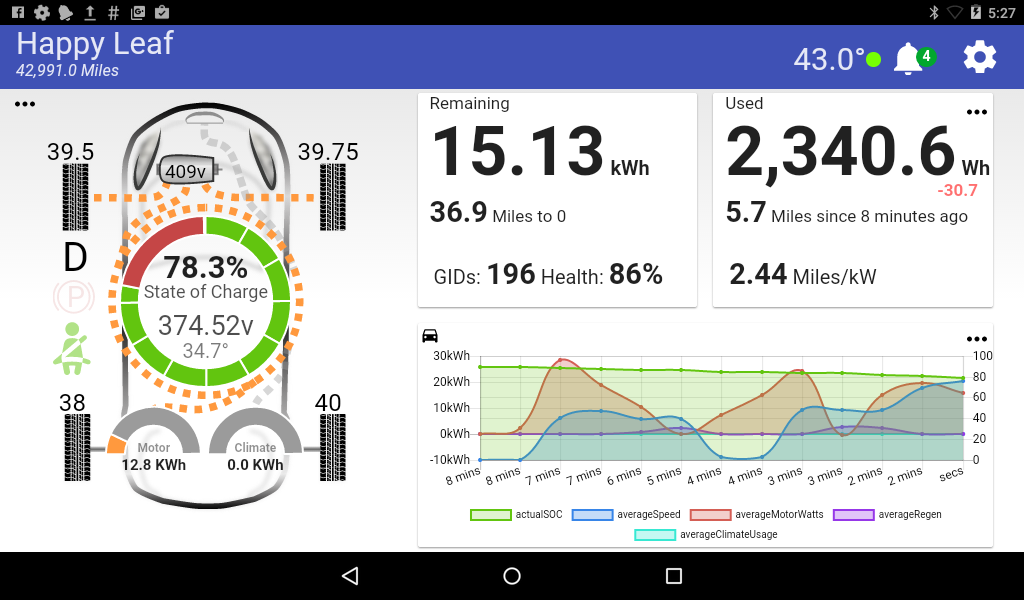 5:27
Happy Leaf
42,991.0 Miles
43.0°
4
39.5
39.75
409v
D
(P)
78.3%
State of Charge
374.52v
34.7°
38
40
Motor
12.8 KWh
Climate
0.0 KWh
Remaining
15.13 kWh
36.9 Miles to 0
GIDs: 196 Health: 86%
Used
2,340.6 Wh
-30.7
5.7 Miles since 8 minutes ago
2.44 Miles/kW
30kWh
20kWh
10kWh
0kWh
-10kWh
100
80
60
40
20
0
8 mins
8 mins
7 mins
7 mins
6 mins
5 mins
4 mins
4 mins
3 mins
3 mins
2 mins
2 mins
secs
actualSOC
averageSpeed
averageMotorWatts
averageRegen
averageClimateUsage